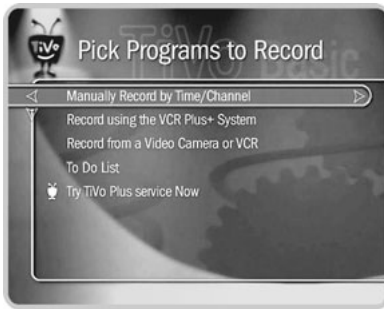 TiVo
Pick Programs to Record
TiVo Basic
Manually Record by Time/Channel
Record using the VCR Plus+ System
Record from a Video Camera or VCR
To Do List
Try TiVo Plus service Now